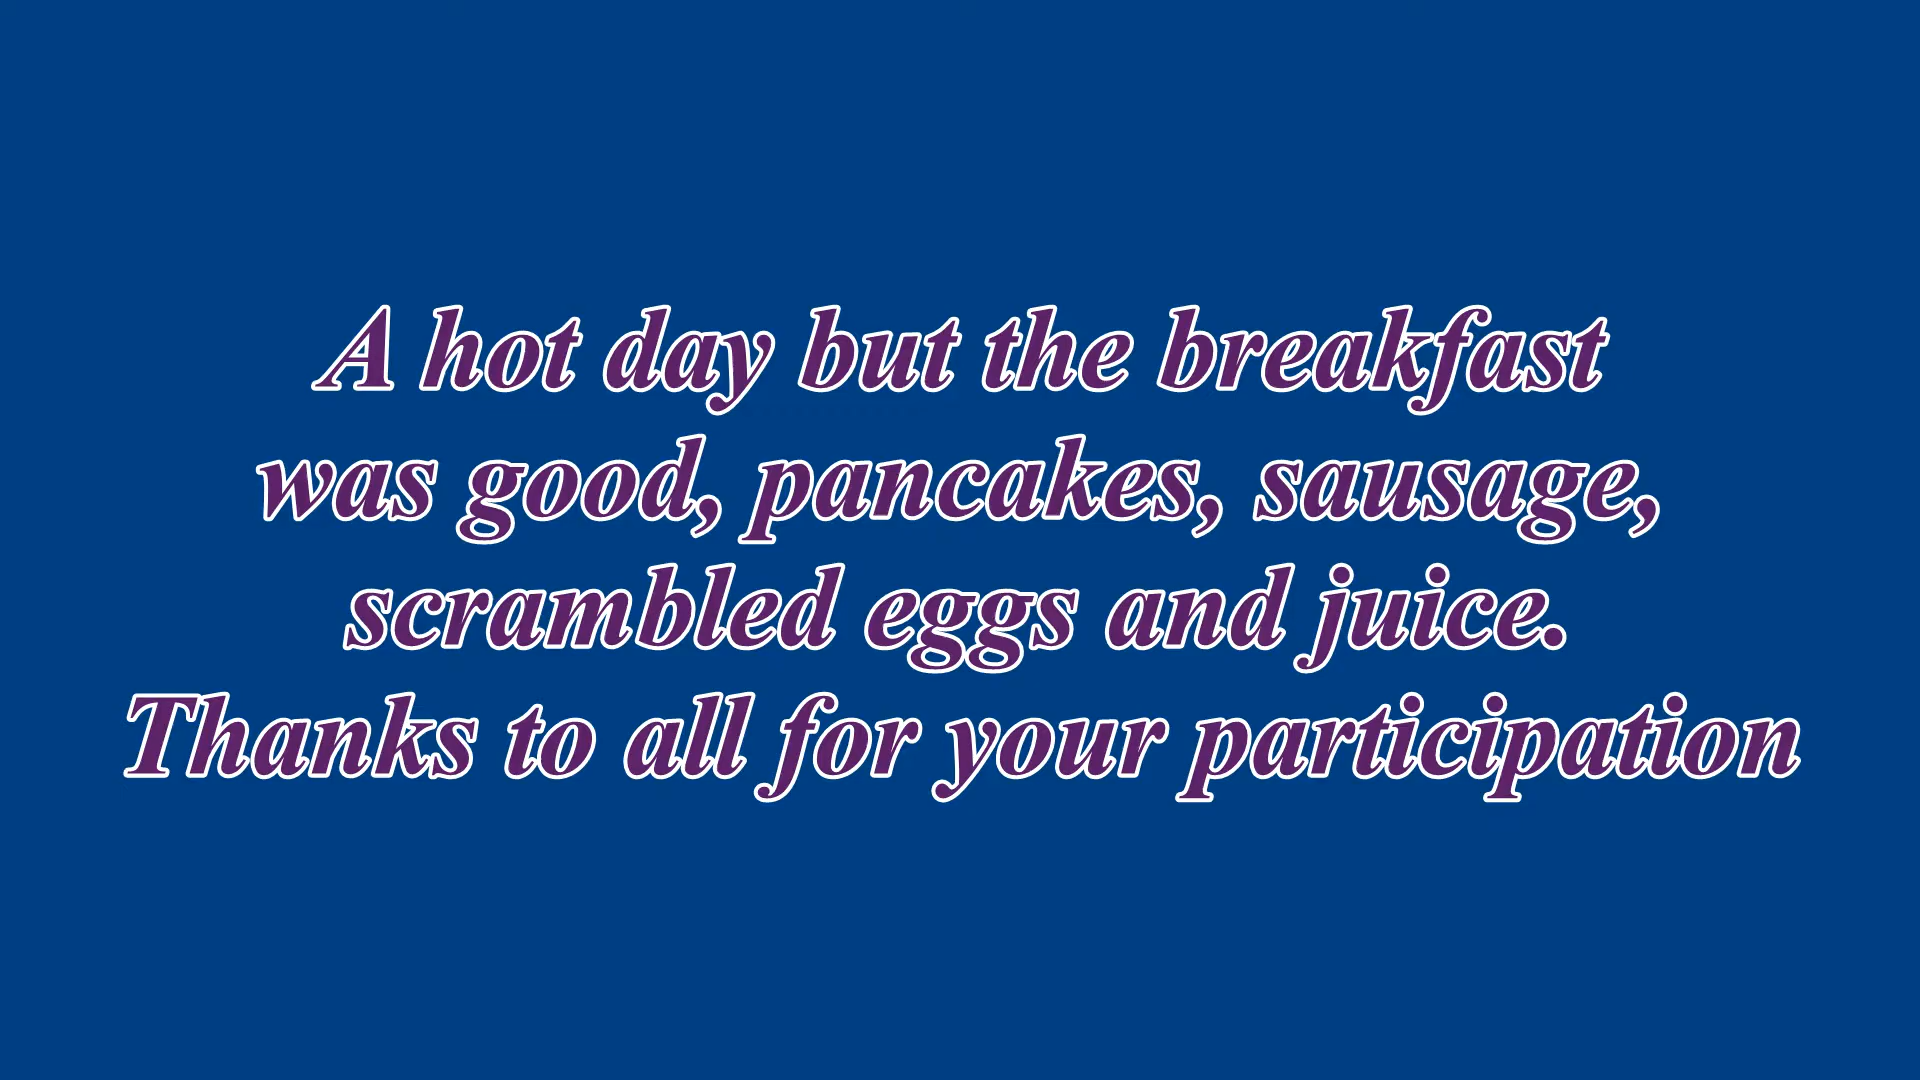 A hot day but the breakfast
was good, pancakes, sausage,
scrambled eggs and juice.
Thanks to all for your participation